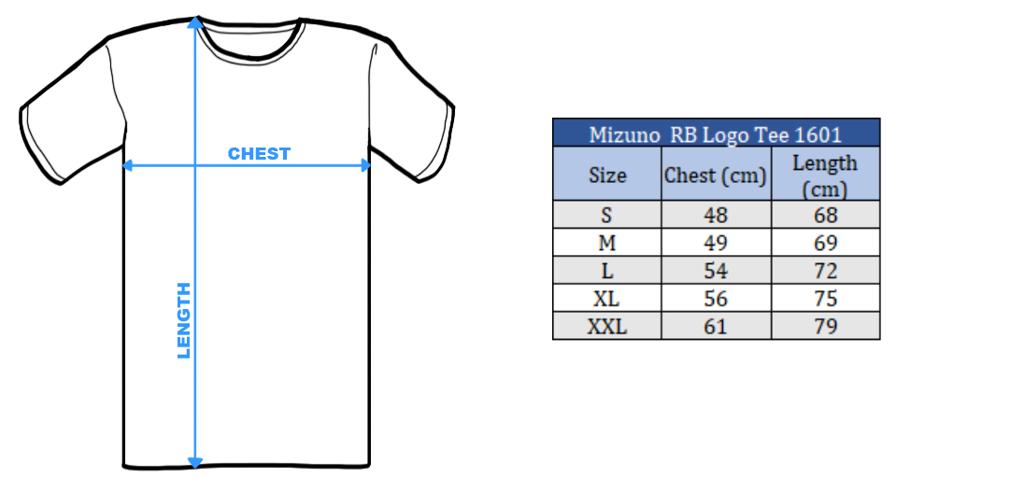 CHEST
LENGTH
Mizuno RB Logo Tee 1601
Size Chest (cm) Length (cm)
S 48 68
M 49 69
L 54 72
XL 56 75
XXL 61 79